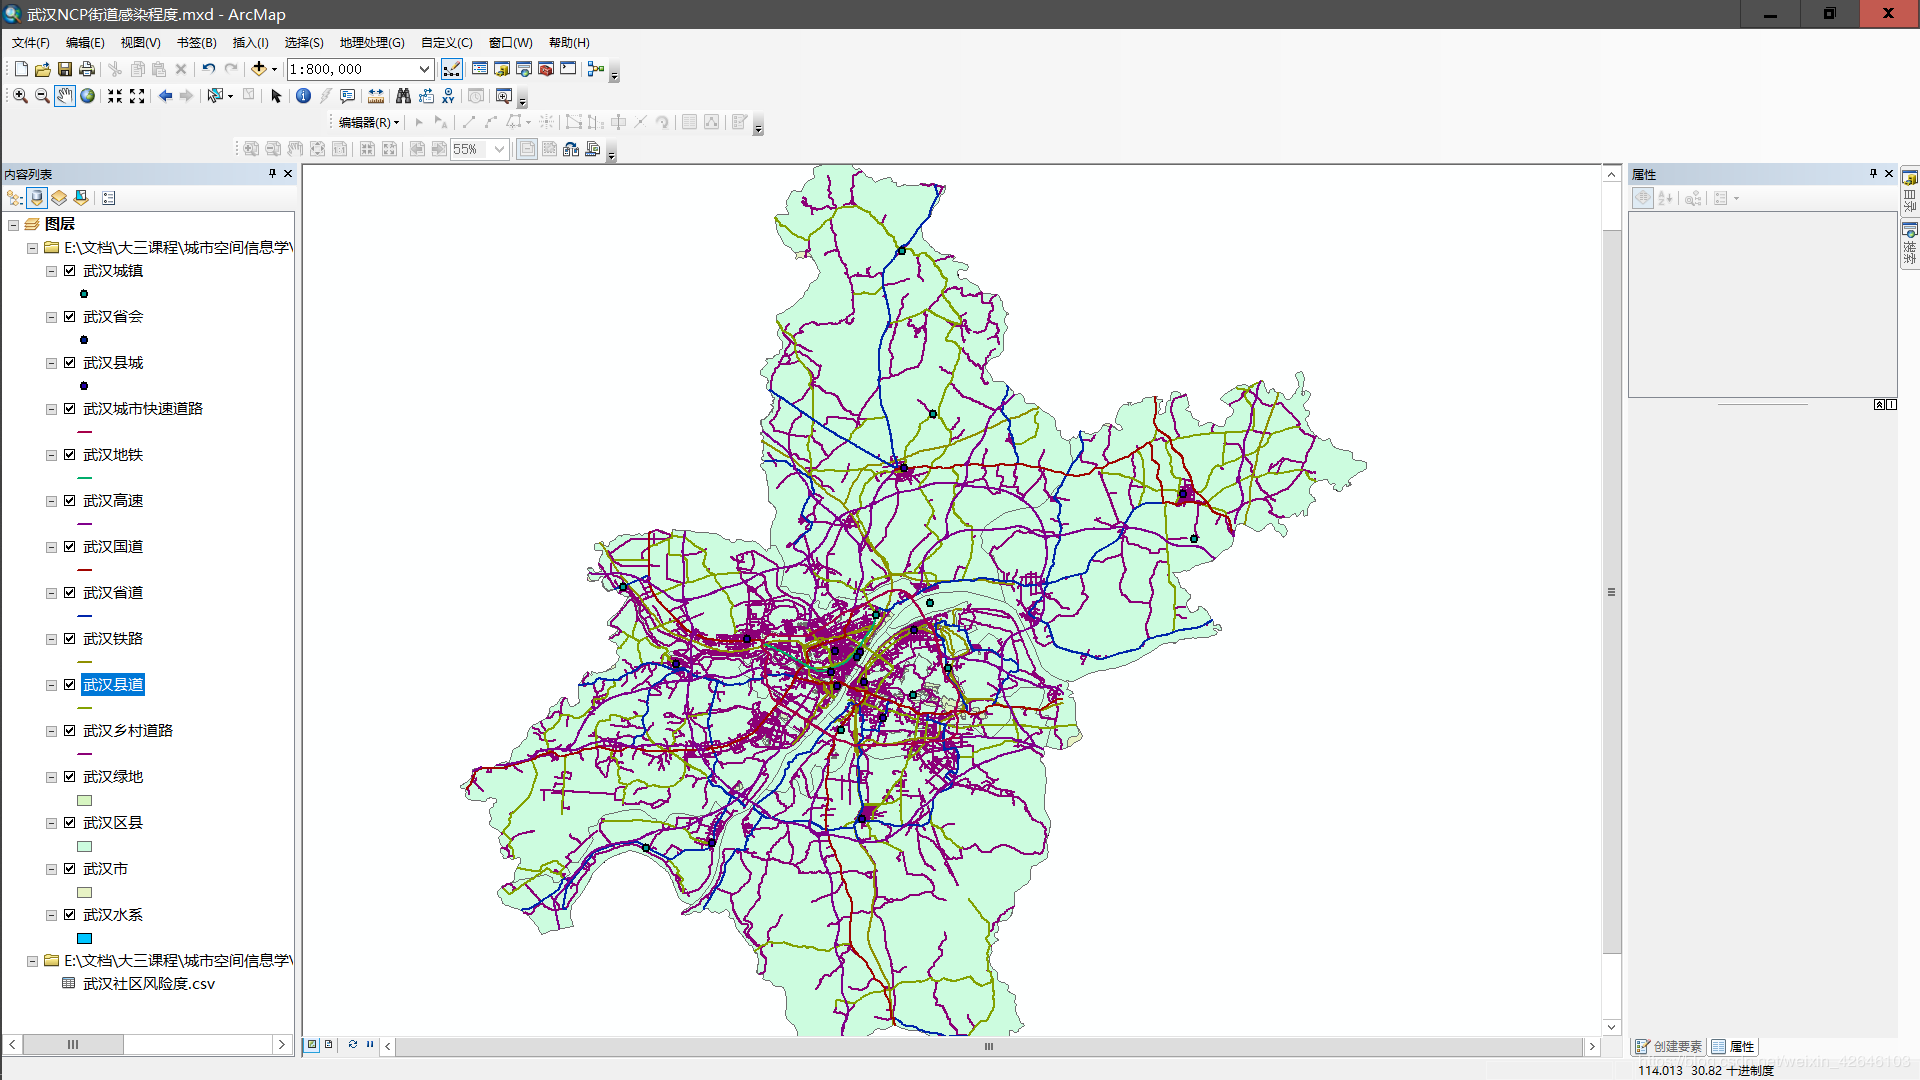 武汉NCP街道感染程度.mxd - ArcMap
文件(F) 编辑(E) 视图(V) 书签(B) 插入(I) 选择(S) 地理处理(G) 自定义(C) 窗口(W) 帮助(H)
1:800,000
编辑器(R)
55%
内容列表
图层
E:\文档\大三课程\城市空间信息学\
武汉城镇
武汉省会
武汉县城
武汉城市快速道路
武汉地铁
武汉高速
武汉国道
武汉省道
武汉铁路
武汉县道
武汉乡村道路
武汉绿地
武汉区县
武汉市
武汉水系
E:\文档\大三课程\城市空间信息学\
武汉社区风险度.csv
属性
目录
搜索
创建要素 属性
https://blog.csdn.net/weixin_42646103
114.013 30.82 十进制度